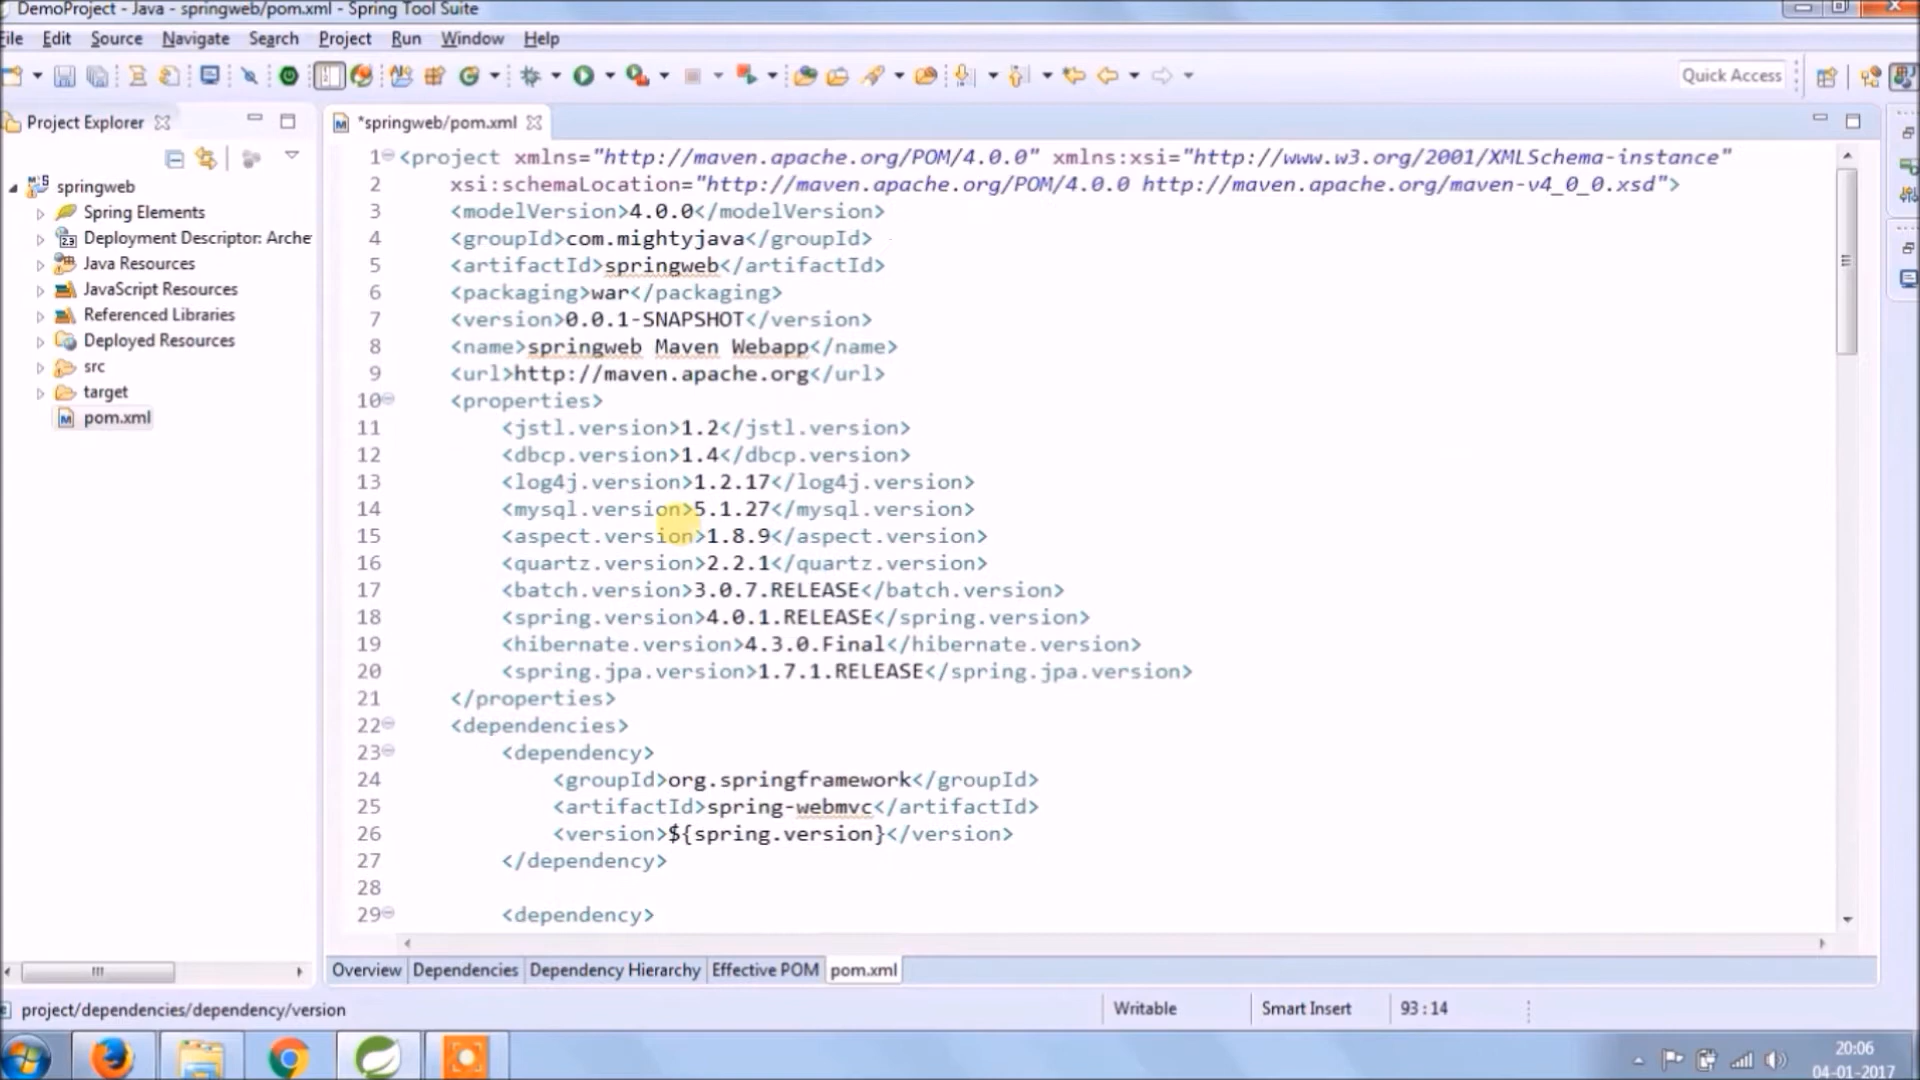 DemoProject - Java - springweb/pom.xml - Spring Tool Suite
File Edit Source Navigate Search Project Run Window Help
Quick Access
Project Explorer
*springweb/pom.xml
springweb
Spring Elements
Deployment Descriptor: Arche
Java Resources
JavaScript Resources
Referenced Libraries
Deployed Resources
src
target
pom.xml
1 <project xmlns="http://maven.apache.org/POM/4.0.0" xmlns:xsi="http://www.w3.org/2001/XMLSchema-instance"
2 xsi:schemaLocation="http://maven.apache.org/POM/4.0.0 http://maven.apache.org/maven-v4_0_0.xsd">
3 <modelVersion>4.0.0</modelVersion>
4 <groupId>com.mightyjava</groupId>
5 <artifactId>springweb</artifactId>
6 <packaging>war</packaging>
7 <version>0.0.1-SNAPSHOT</version>
8 <name>springweb Maven Webapp</name>
9 <url>http://maven.apache.org</url>
10 <properties>
11 <jstl.version>1.2</jstl.version>
12 <dbcp.version>1.4</dbcp.version>
13 <log4j.version>1.2.17</log4j.version>
14 <mysql.version>5.1.27</mysql.version>
15 <aspect.version>1.8.9</aspect.version>
16 <quartz.version>2.2.1</quartz.version>
17 <batch.version>3.0.7.RELEASE</batch.version>
18 <spring.version>4.0.1.RELEASE</spring.version>
19 <hibernate.version>4.3.0.Final</hibernate.version>
20 <spring.jpa.version>1.7.1.RELEASE</spring.jpa.version>
21 </properties>
22 <dependencies>
23 <dependency>
24 <groupId>org.springframework</groupId>
25 <artifactId>spring-webmvc</artifactId>
26 <version>${spring.version}</version>
27 </dependency>
28
29 <dependency>
Overview Dependencies Dependency Hierarchy Effective POM pom.xml
project/dependencies/dependency/version
Writable Smart Insert 93 : 14
20:06
04-01-2017